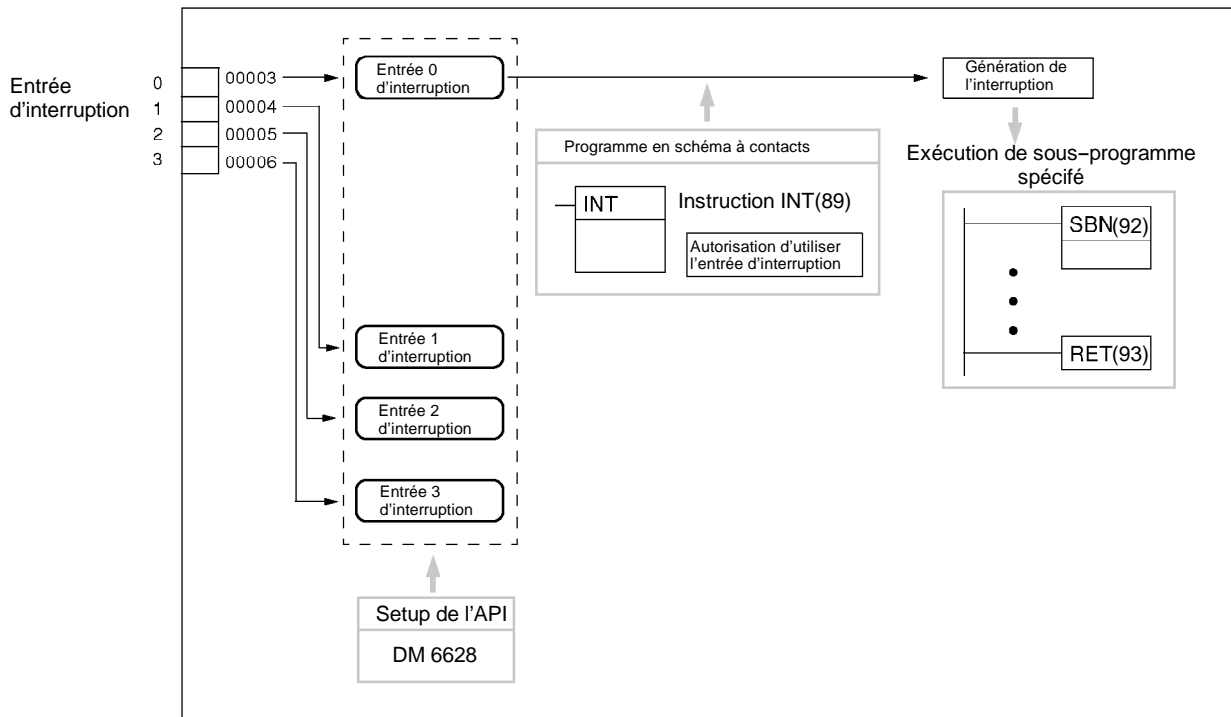 Entrée
d'interruption
0
00003
1
00004
2
00005
3
00006
Entrée 0
d'interruption
Génération de
l'interruption
Programme en schéma à contacts
INT
Instruction INT(89)
Autorisation d'utiliser
l'entrée d'interruption
Exécution de sous-programme
spécifé
SBN(92)
RET(93)
Entrée 1
d'interruption
Entrée 2
d'interruption
Entrée 3
d'interruption
Setup de l'API
DM 6628